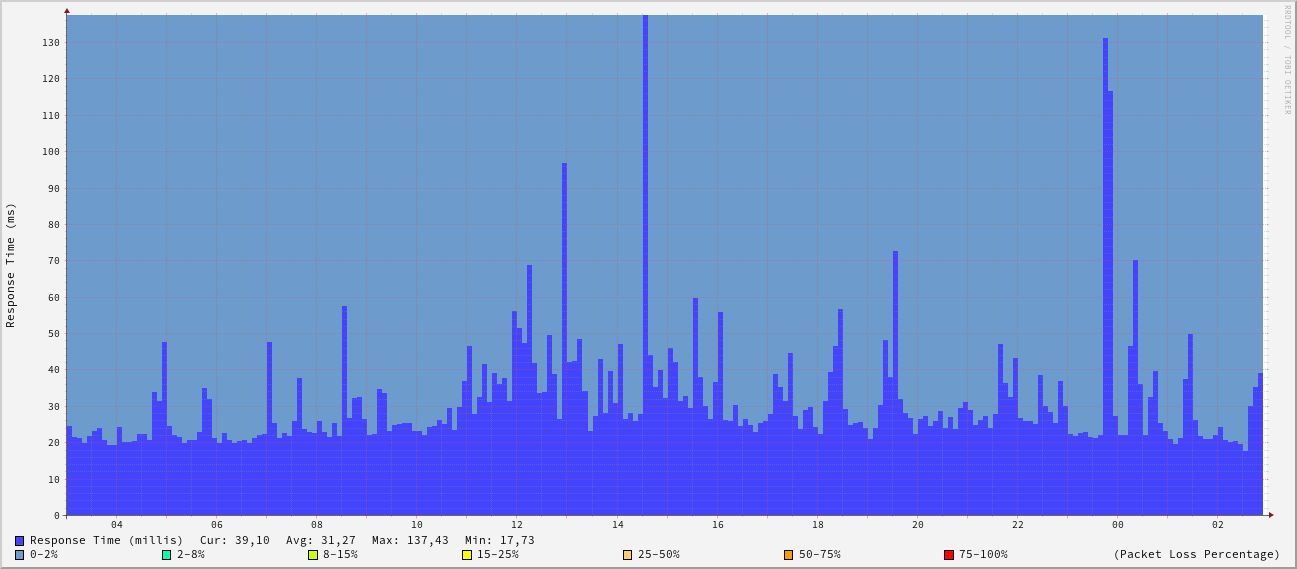 RRDTOOL / TOBI OETIKER
Response Time (ms)
130
120
110
100
90
80
70
60
50
40
30
20
10
0
04 06 08 10 12 14 16 18 20 22 00 02
Response Time (millis) Cur: 39,10 Avg: 31,27 Max: 137,43 Min: 17,73
0-2% 2-8% 8-15% 15-25% 25-50% 50-75% 75-100% (Packet Loss Percentage)